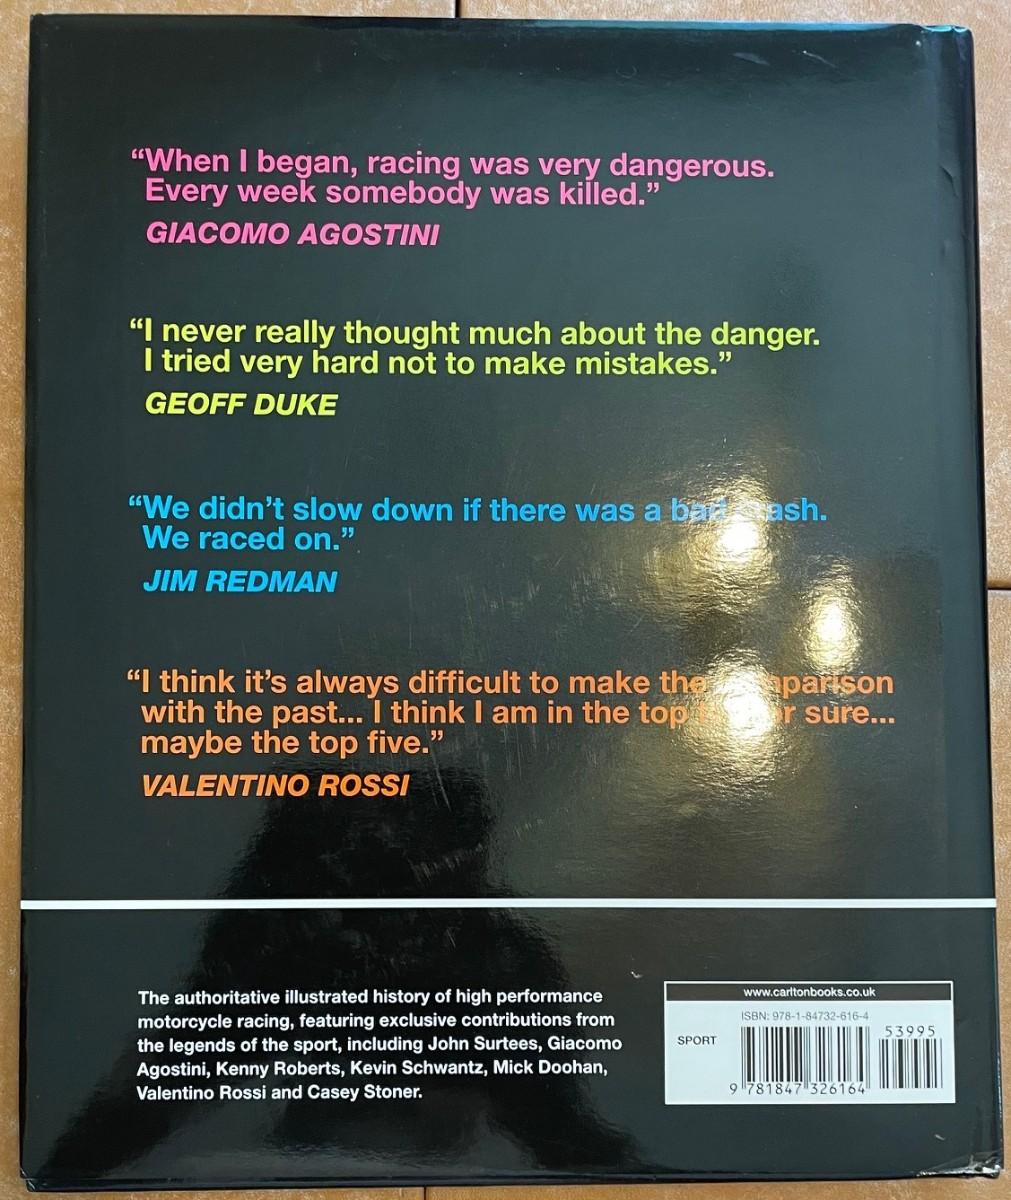 “When I began, racing was very dangerous.
Every week somebody was killed.”
GIACOMO AGOSTINI
“I never really thought much about the danger.
I tried very hard not to make mistakes.”
GEOFF DUKE
“We didn’t slow down if there was a bad
We raced on.”
JIM REDMAN
“I think it’s always difficult to make the comparison
with the past... I think I am in the top sure...
maybe the top five.”
VALENTINO ROSSI
The authoritative illustrated history of high performance
motorcycle racing, featuring exclusive contributions from
the legends of the sport, including John Surtees, Giacomo
Agostini, Kenny Roberts, Kevin Schwantz, Mick Doohan,
Valentino Rossi and Casey Stoner.
www.carltonbooks.co.uk
ISBN: 978-1-84732-616-4
SPORT
53995
9 781847 326164